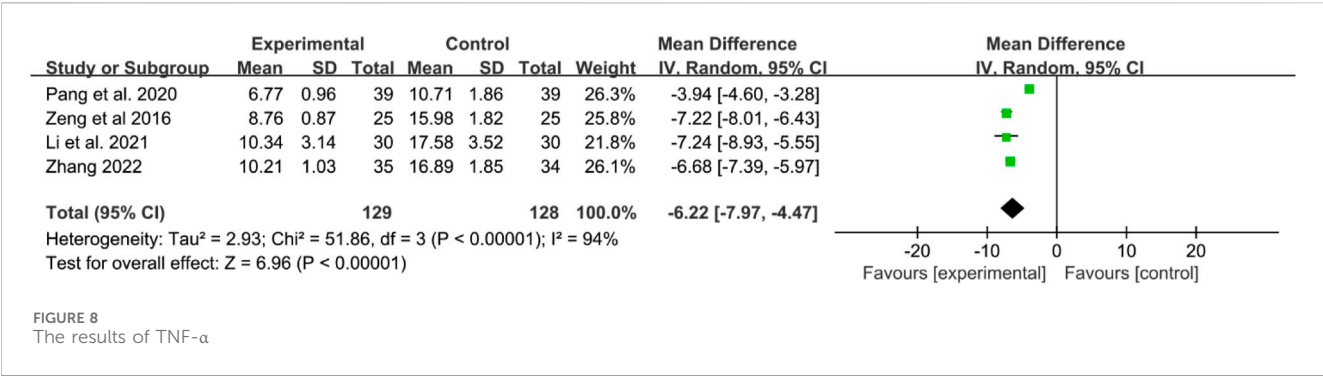 Experimental Control Mean Difference Mean Difference
Study or Subgroup Mean SD Total Mean SD Total Weight IV, Random, 95% CI IV, Random, 95% CI
Pang et al. 2020 6.77 0.96 39 10.71 1.86 39 26.3% -3.94 [-4.60, -3.28]
Zeng et al 2016 8.76 0.87 25 15.98 1.82 25 25.8% -7.22 [-8.01, -6.43]
Li et al. 2021 10.34 3.14 30 17.58 3.52 30 21.8% -7.24 [-8.93, -5.55]
Zhang 2022 10.21 1.03 35 16.89 1.85 34 26.1% -6.68 [-7.39, -5.97]
Total (95% CI) 129 128 100.0% -6.22 [-7.97, -4.47]
Heterogeneity: Tau² = 2.93; Chi² = 51.86, df = 3 (P < 0.00001); I² = 94%
Test for overall effect: Z = 6.96 (P < 0.00001)
-20 -10 0 10 20
Favours [experimental] Favours [control]
FIGURE 8
The results of TNF-α